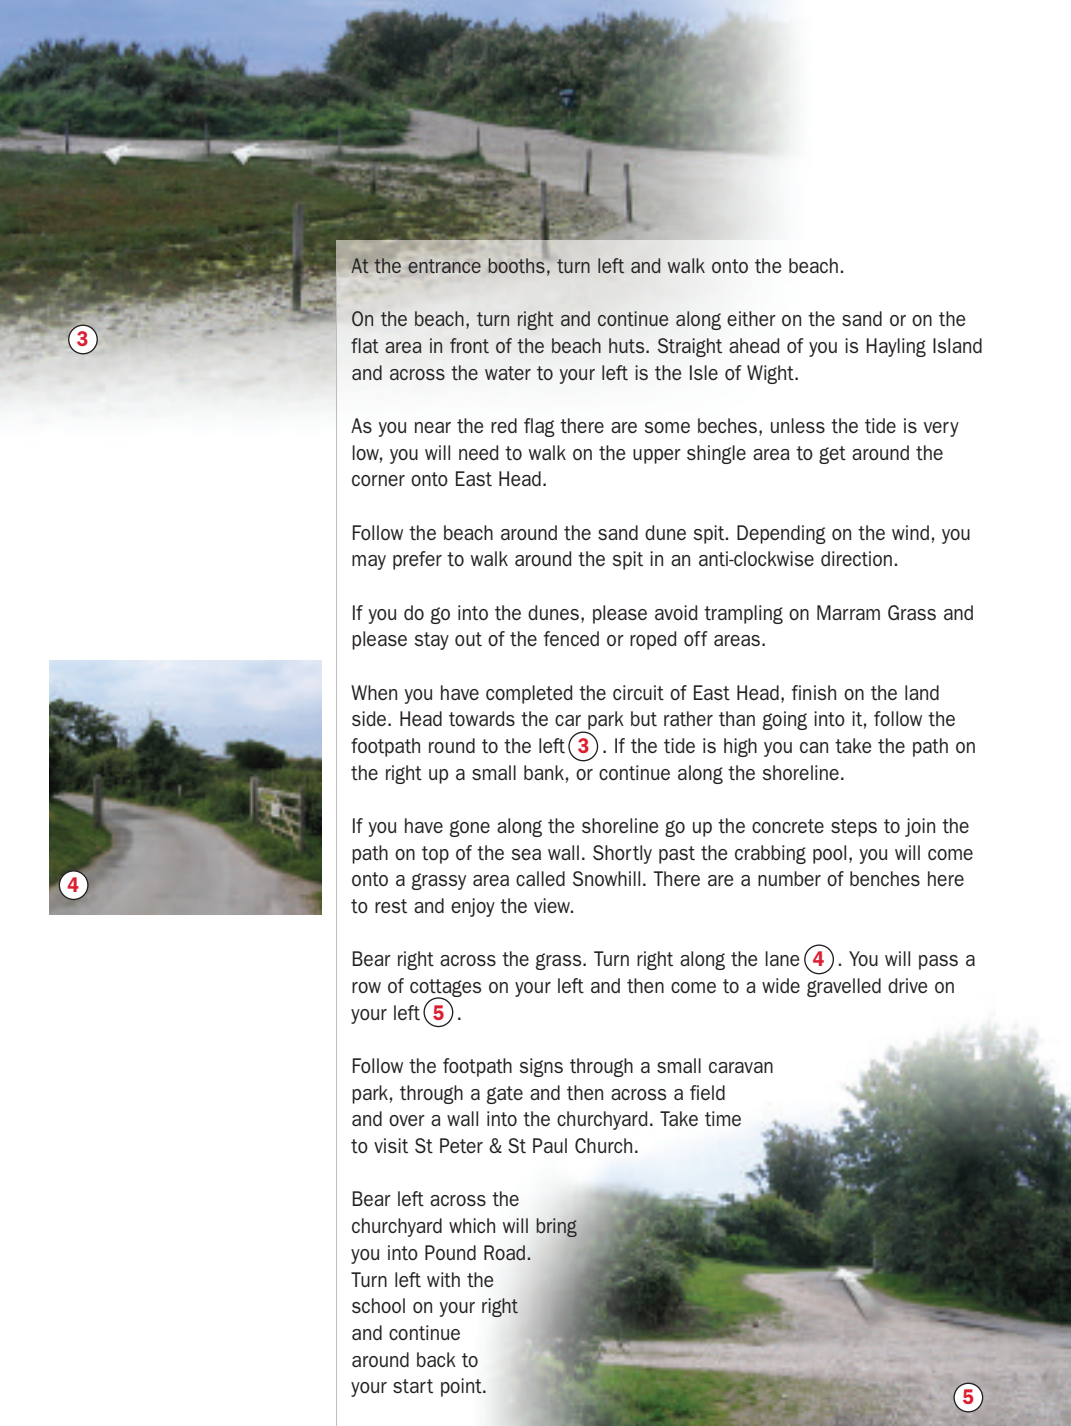 At the entrance booths, turn left and walk onto the beach.
On the beach, turn right and continue along either on the sand or on the
flat area in front of the beach huts. Straight ahead of you is Hayling Island
and across the water to your left is the Isle of Wight.
As you near the red flag there are some beches, unless the tide is very
low, you will need to walk on the upper shingle area to get around the
corner onto East Head.
Follow the beach around the sand dune spit. Depending on the wind, you
may prefer to walk around the spit in an anti-clockwise direction.
If you do go into the dunes, please avoid trampling on Marram Grass and
please stay out of the fenced or roped off areas.
When you have completed the circuit of East Head, finish on the land
side. Head towards the car park but rather than going into it, follow the
footpath round to the left 3 . If the tide is high you can take the path on
the right up a small bank, or continue along the shoreline.
If you have gone along the shoreline go up the concrete steps to join the
path on top of the sea wall. Shortly past the crabbing pool, you will come
onto a grassy area called Snowhill. There are a number of benches here
to rest and enjoy the view.
Bear right across the grass. Turn right along the lane 4 . You will pass a
row of cottages on your left and then come to a wide gravelled drive on
your left 5 .
Follow the footpath signs through a small caravan
park, through a gate and then across a field
and over a wall into the churchyard. Take time
to visit St Peter & St Paul Church.
Bear left across the
churchyard which will bring
you into Pound Road.
Turn left with the
school on your right
and continue
around back to
your start point.
3
4
5